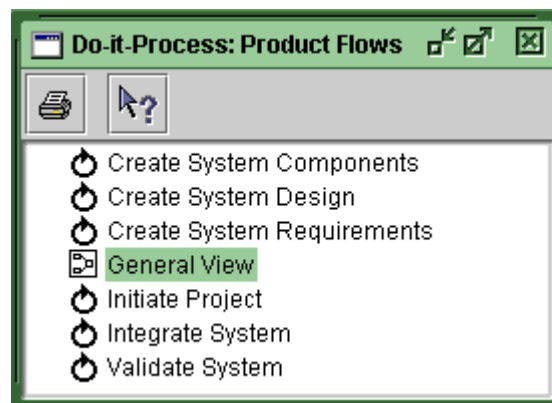 Do-it-Process: Product Flows
?
Create System Components
Create System Design
Create System Requirements
General View
Initiate Project
Integrate System
Validate System